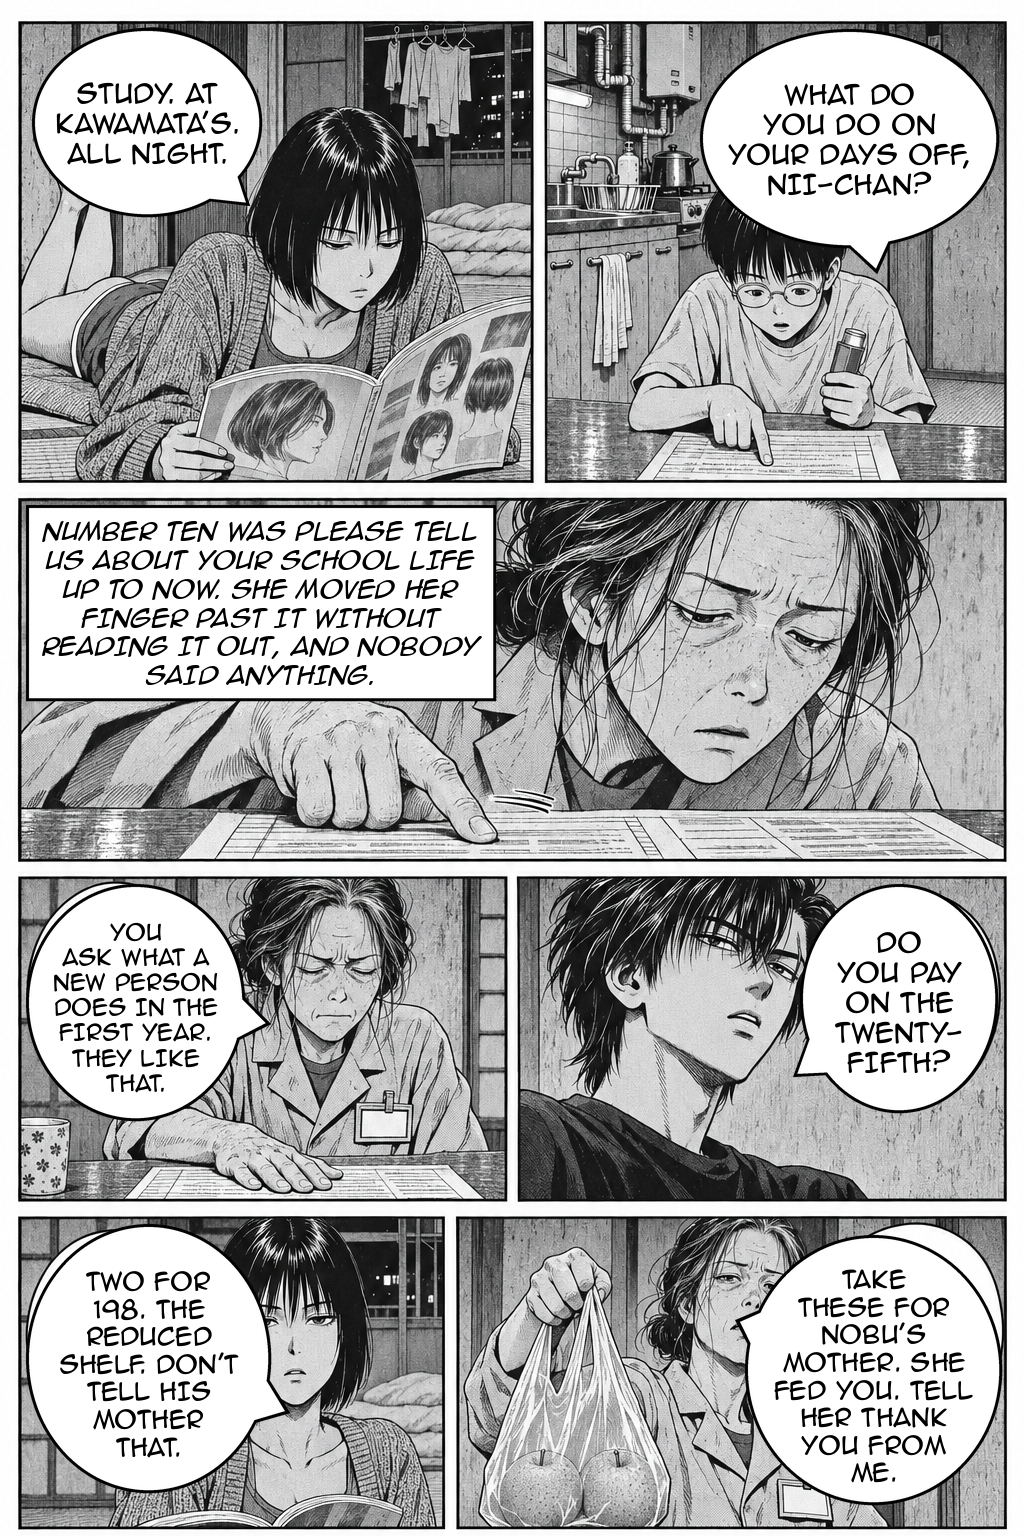 STUDY. AT
KAWAMATA'S.
ALL NIGHT.
WHAT DO
YOU DO ON
YOUR DAYS OFF,
NII-CHAN?
NUMBER TEN WAS PLEASE TELL
US ABOUT YOUR SCHOOL LIFE
UP TO NOW. SHE MOVED HER
FINGER PAST IT WITHOUT
READING IT OUT, AND NOBODY
SAID ANYTHING.
YOU
ASK WHAT A
NEW PERSON
DOES IN THE
FIRST YEAR.
THEY LIKE
THAT.
DO
YOU PAY
ON THE
TWENTY-
FIFTH?
TWO FOR
198. THE
REDUCED
SHELF. DON'T
TELL HIS
MOTHER
THAT.
TAKE
THESE FOR
NOBU'S
MOTHER. SHE
FED YOU. TELL
HER THANK
YOU FROM
ME.